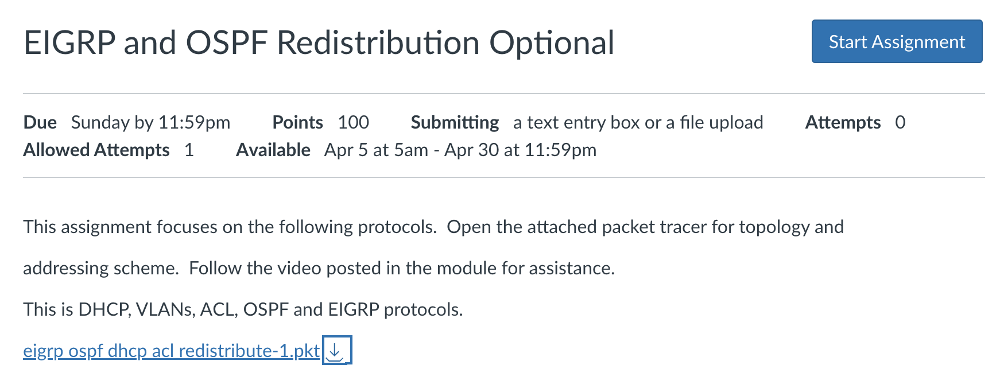 EIGRP and OSPF Redistribution Optional
Start Assignment
Due Sunday by 11:59pm Points 100 Submitting a text entry box or a file upload Attempts 0
Allowed Attempts 1 Available Apr 5 at 5am - Apr 30 at 11:59pm
This assignment focuses on the following protocols.  Open the attached packet tracer for topology and
addressing scheme.  Follow the video posted in the module for assistance.
This is DHCP, VLANs, ACL, OSPF and EIGRP protocols.
eigrp ospf dhcp acl redistribute-1.pkt